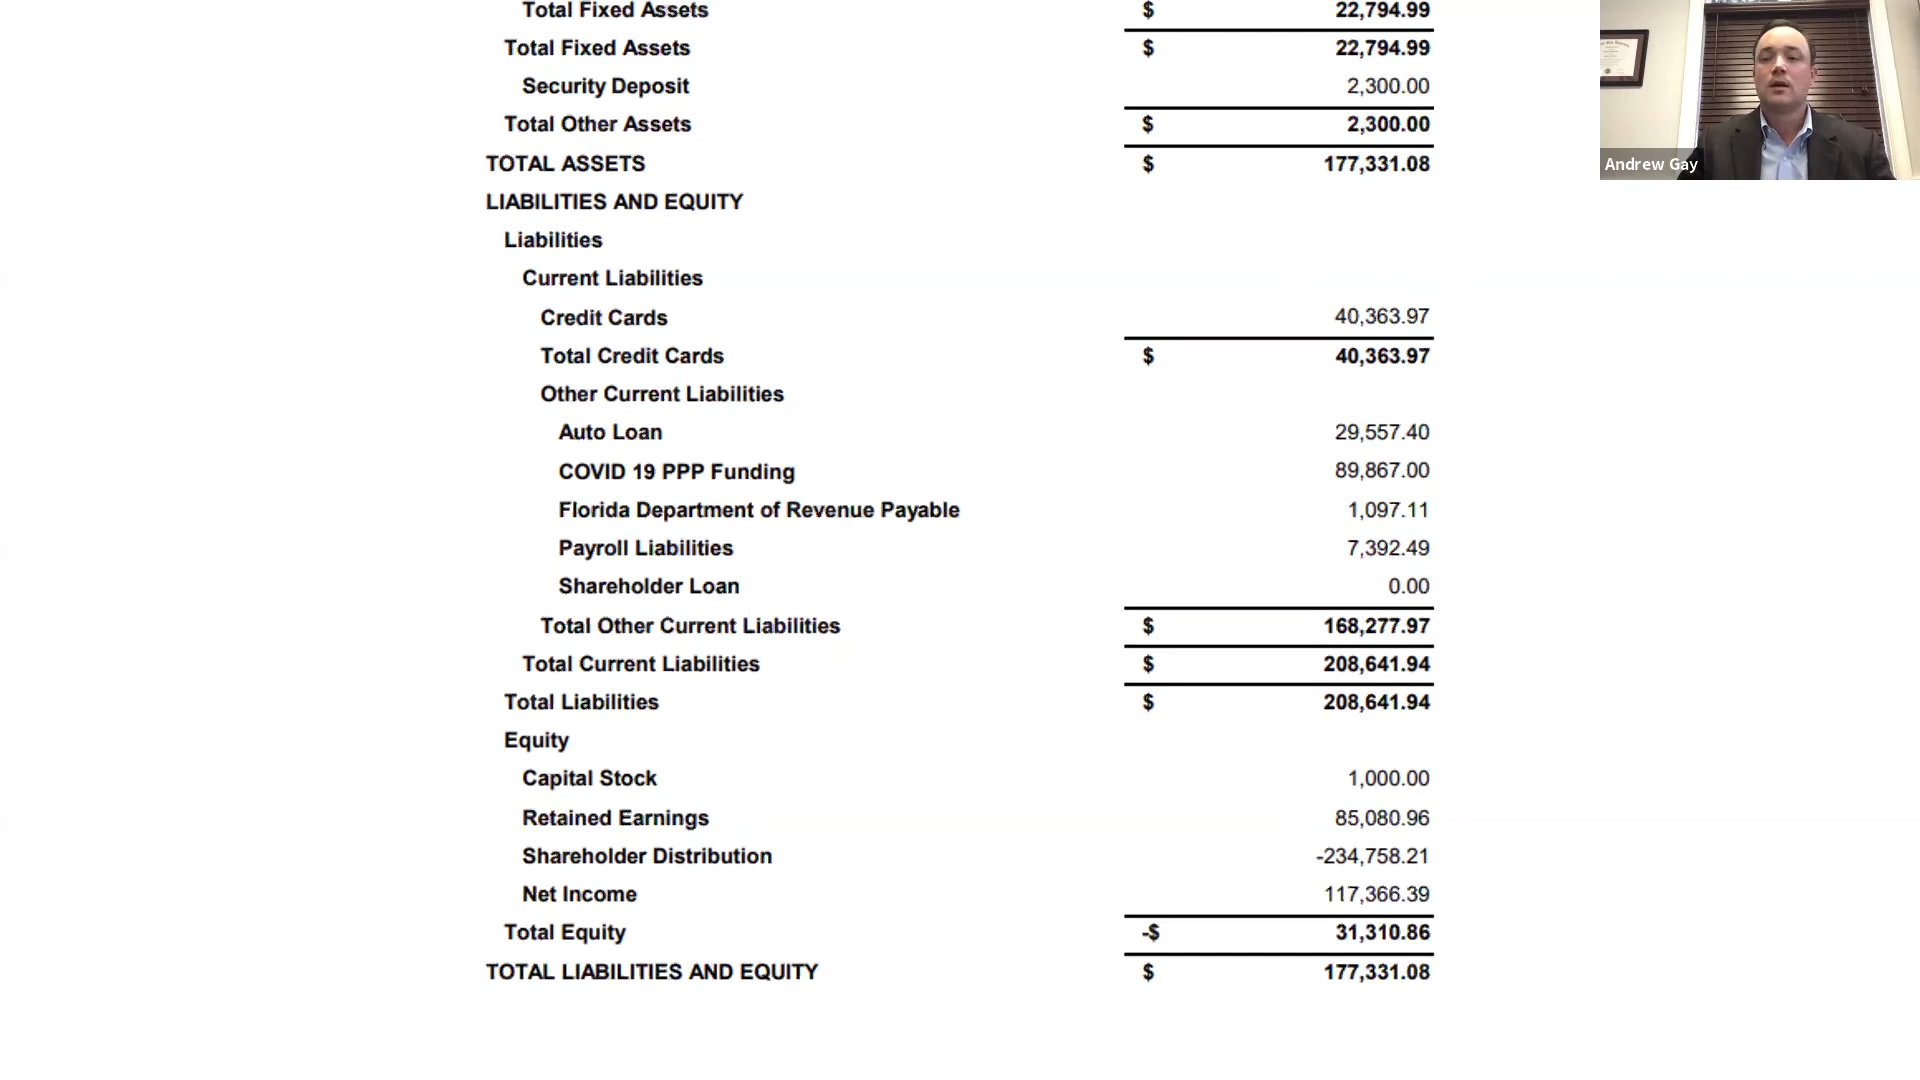 Total Fixed Assets $ 22,794.99
Total Fixed Assets $ 22,794.99
Security Deposit 2,300.00
Total Other Assets $ 2,300.00
TOTAL ASSETS $ 177,331.08
LIABILITIES AND EQUITY
Liabilities
Current Liabilities
Credit Cards 40,363.97
Total Credit Cards $ 40,363.97
Other Current Liabilities
Auto Loan 29,557.40
COVID 19 PPP Funding 89,867.00
Florida Department of Revenue Payable 1,097.11
Payroll Liabilities 7,392.49
Shareholder Loan 0.00
Total Other Current Liabilities $ 168,277.97
Total Current Liabilities $ 208,641.94
Total Liabilities $ 208,641.94
Equity
Capital Stock 1,000.00
Retained Earnings 85,080.96
Shareholder Distribution -234,758.21
Net Income 117,366.39
Total Equity -$ 31,310.86
TOTAL LIABILITIES AND EQUITY $ 177,331.08
Andrew Gay